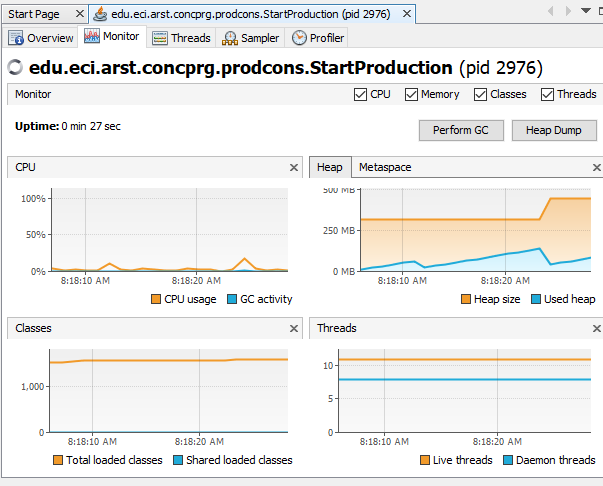 Start Page
edu.eci.arst.concprg.prodcons.StartProduction (pid 2976)
Overview Monitor Threads Sampler Profiler
edu.eci.arst.concprg.prodcons.StartProduction (pid 2976)
Monitor CPU Memory Classes Threads
Uptime: 0 min 27 sec Perform GC Heap Dump
CPU
100%
50%
0%
8:18:10 AM 8:18:20 AM
CPU usage GC activity
Heap Metaspace
500 MB
250 MB
0 MB
8:18:10 AM 8:18:20 AM
Heap size Used heap
Classes
1,000
0
8:18:10 AM 8:18:20 AM
Total loaded classes Shared loaded classes
Threads
10
5
0
8:18:10 AM 8:18:20 AM
Live threads Daemon threads